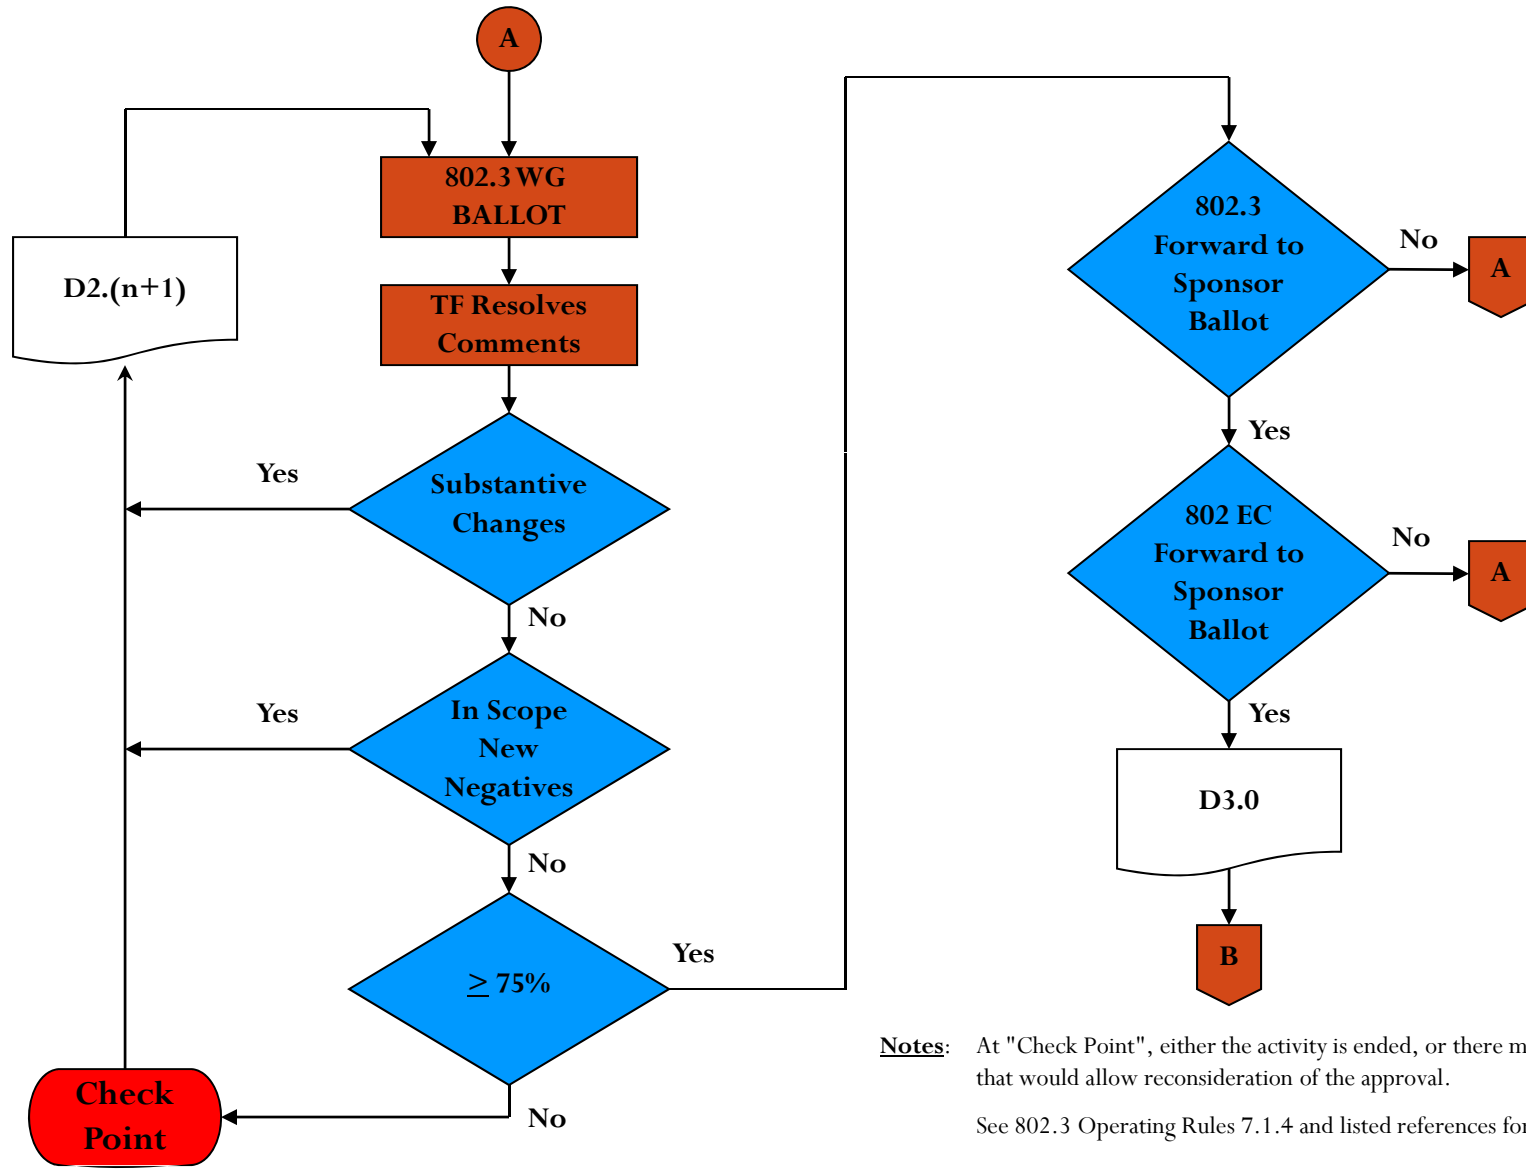 A
802.3 WG
BALLOT
D2.(n+1)
TF Resolves
Comments
Substantive
Changes
Yes
No
In Scope
New
Negatives
Yes
No
≥ 75%
Yes
No
Check
Point
802.3
Forward to
Sponsor
Ballot
No
A
Yes
802 EC
Forward to
Sponsor
Ballot
No
A
Yes
D3.0
B
Notes: At "Check Point", either the activity is ended, or there m
that would allow reconsideration of the approval.
See 802.3 Operating Rules 7.1.4 and listed references for